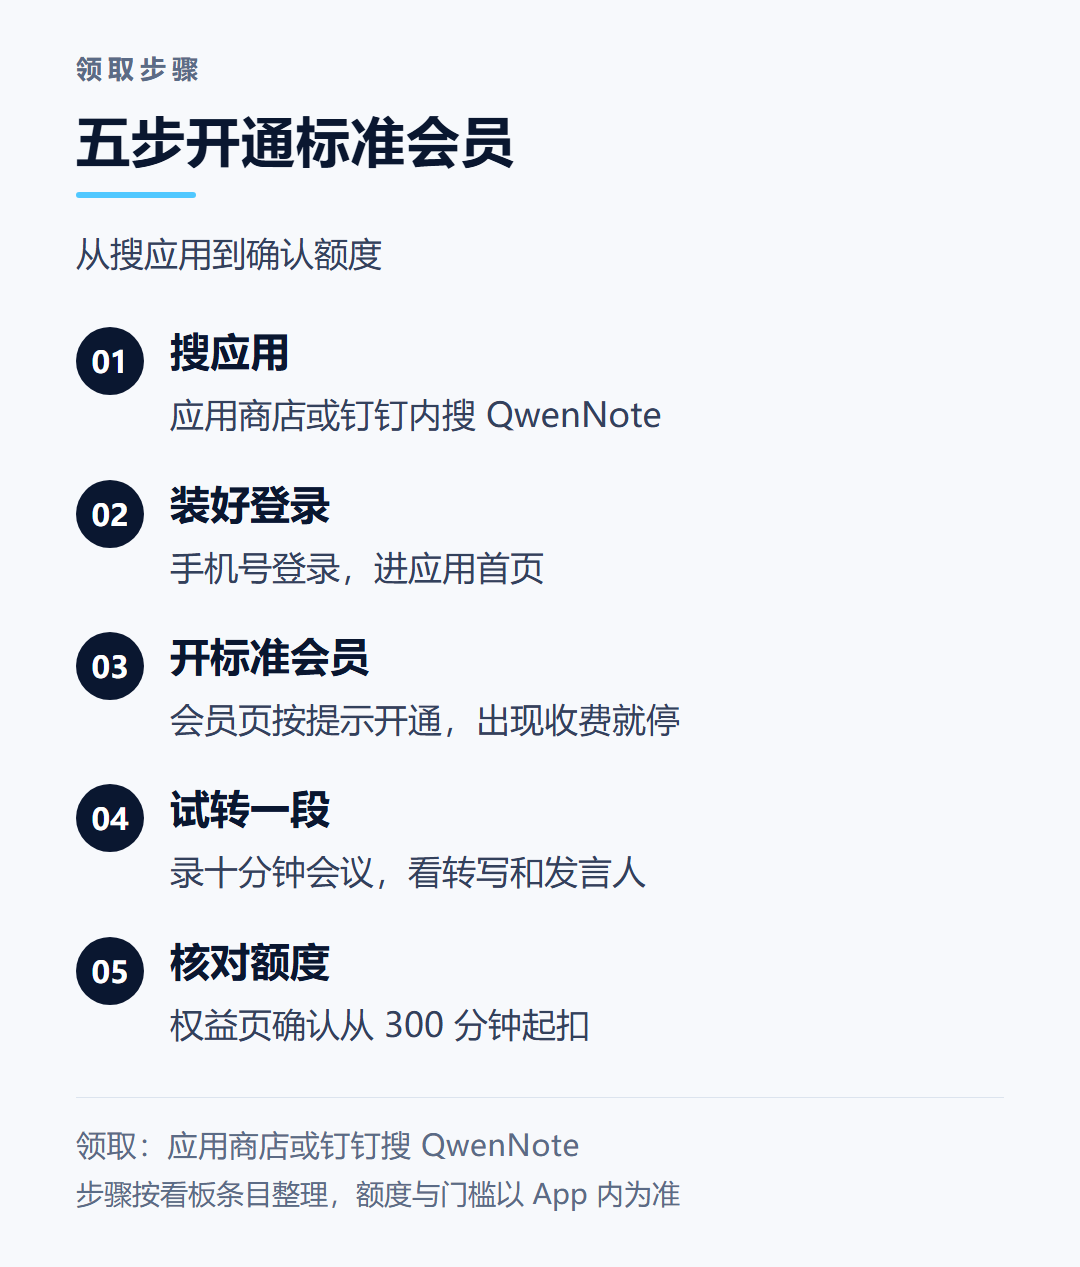 领取步骤
五步开通标准会员
从搜应用到确认额度
01
搜应用
应用商店或钉钉内搜 QwenNote
02
装好登录
手机号登录，进应用首页
03
开标准会员
会员页按提示开通，出现收费就停
04
试转一段
录十分钟会议，看转写和发言人
05
核对额度
权益页确认从 300 分钟起扣
领取：应用商店或钉钉搜 QwenNote
步骤按看板条目整理，额度与门槛以 App 内为准